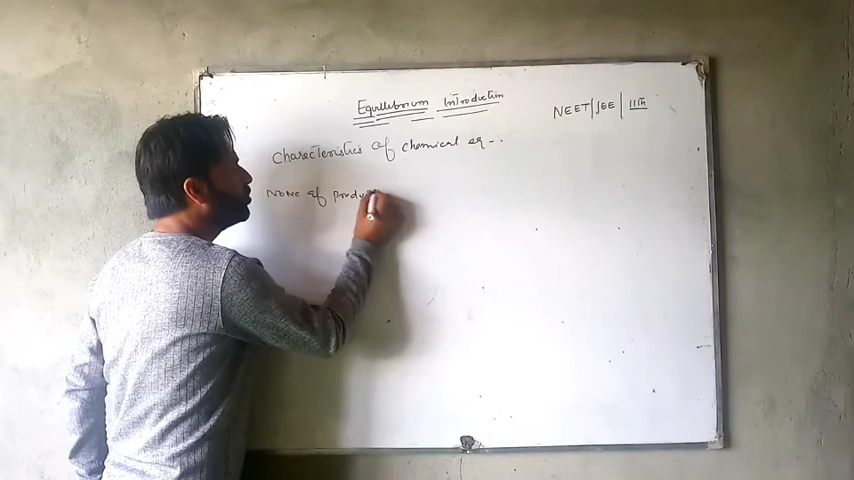 Equilibrium Introduction
NEET/JEE/11th
Characteristics of chemical eq--.
None of produ